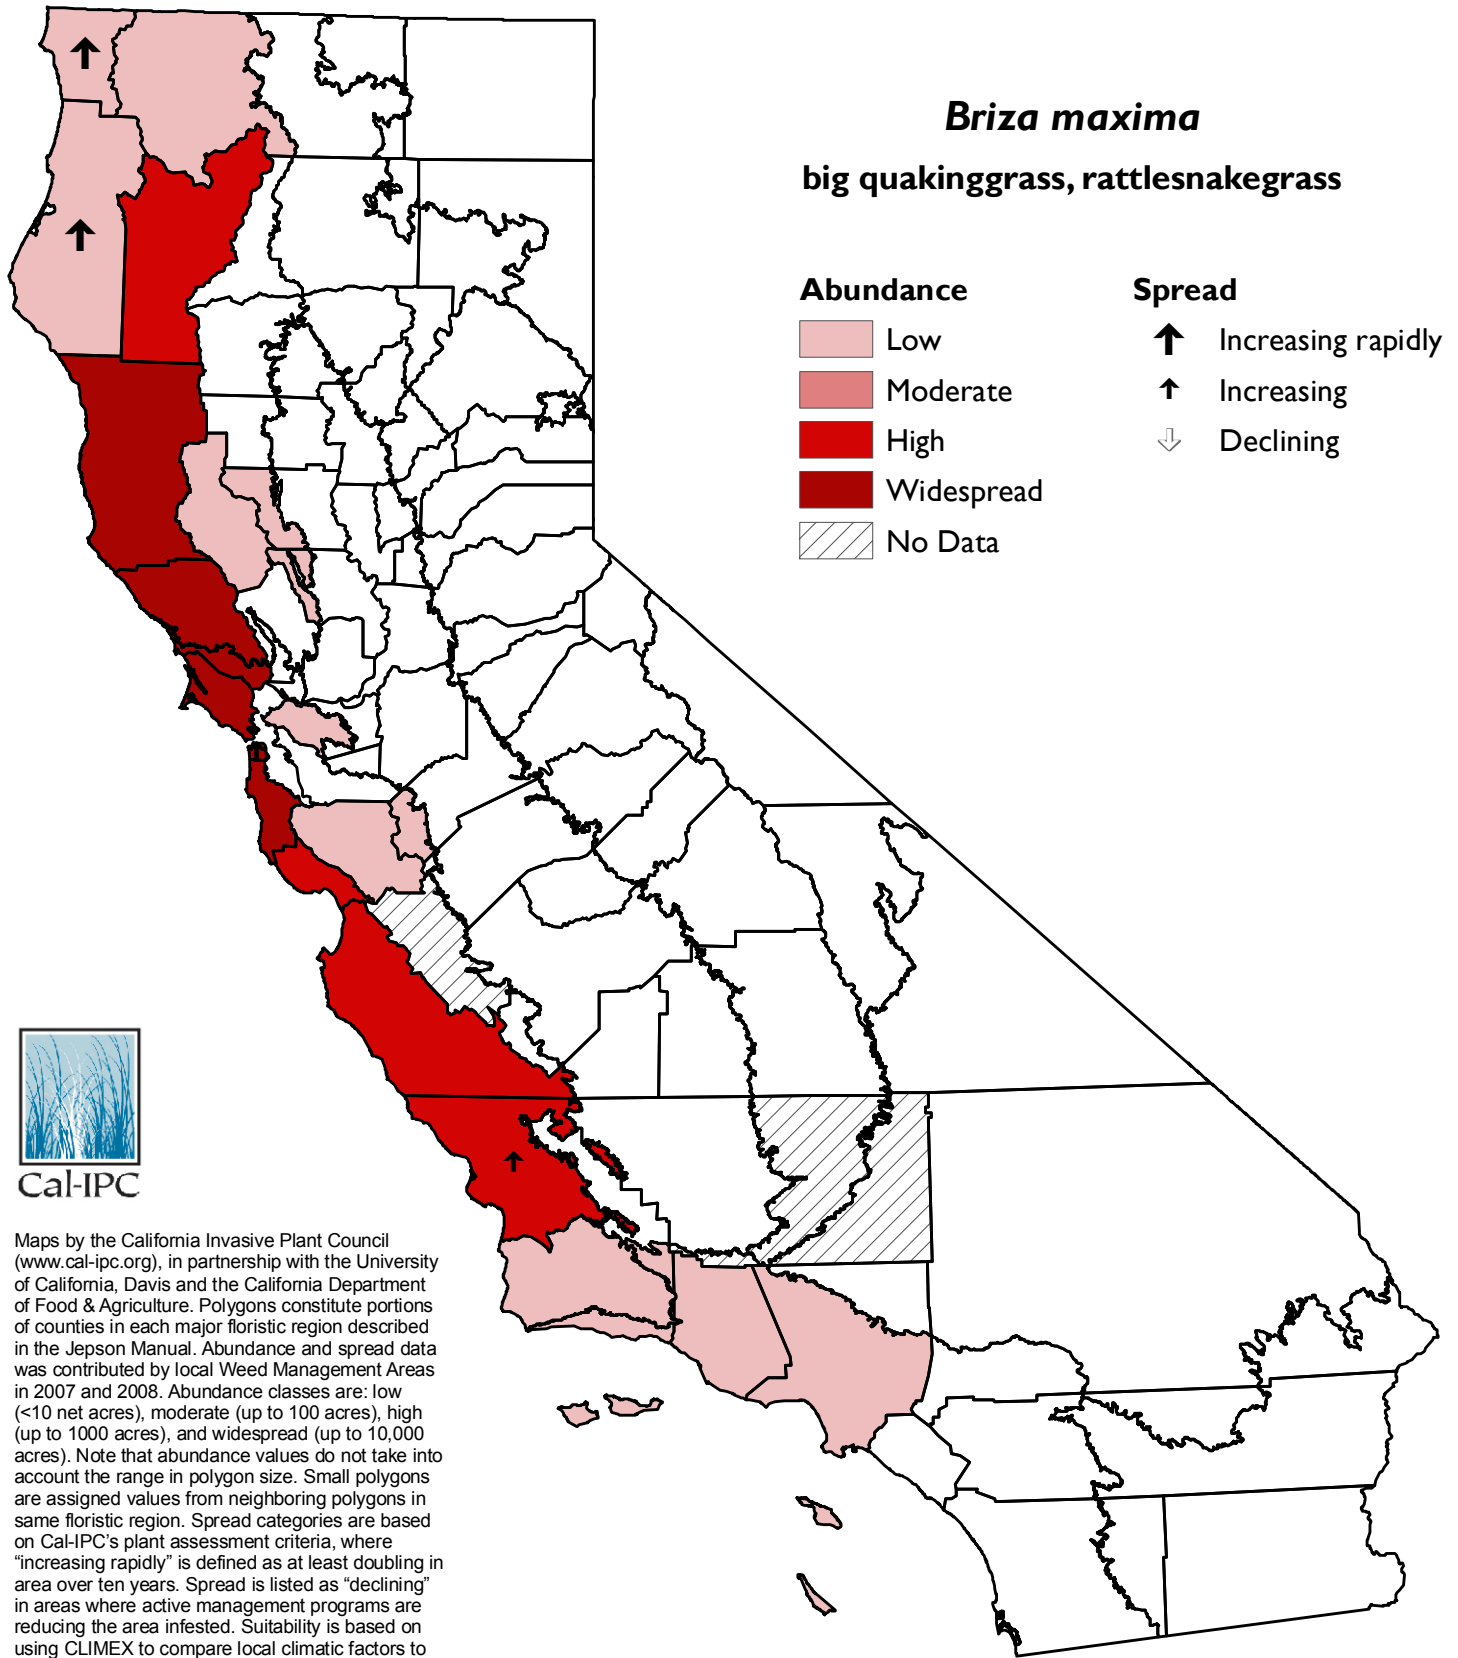 Briza maxima
big quakinggrass, rattlesnakegrass
Abundance
Low
Moderate
High
Widespread
No Data
Spread
Increasing rapidly
Increasing
Declining
Cal-IPC
Maps by the California Invasive Plant Council
(www.cal-ipc.org), in partnership with the University
of California, Davis and the California Department
of Food & Agriculture. Polygons constitute portions
of counties in each major floristic region described
in the Jepson Manual. Abundance and spread data
was contributed by local Weed Management Areas
in 2007 and 2008. Abundance classes are: low
(<10 net acres), moderate (up to 100 acres), high
(up to 1000 acres), and widespread (up to 10,000
acres). Note that abundance values do not take into
account the range in polygon size. Small polygons
are assigned values from neighboring polygons in
same floristic region. Spread categories are based
on Cal-IPC's plant assessment criteria, where
“increasing rapidly” is defined as at least doubling in
area over ten years. Spread is listed as “declining”
in areas where active management programs are
reducing the area infested. Suitability is based on
using CLIMEX to compare local climatic factors to